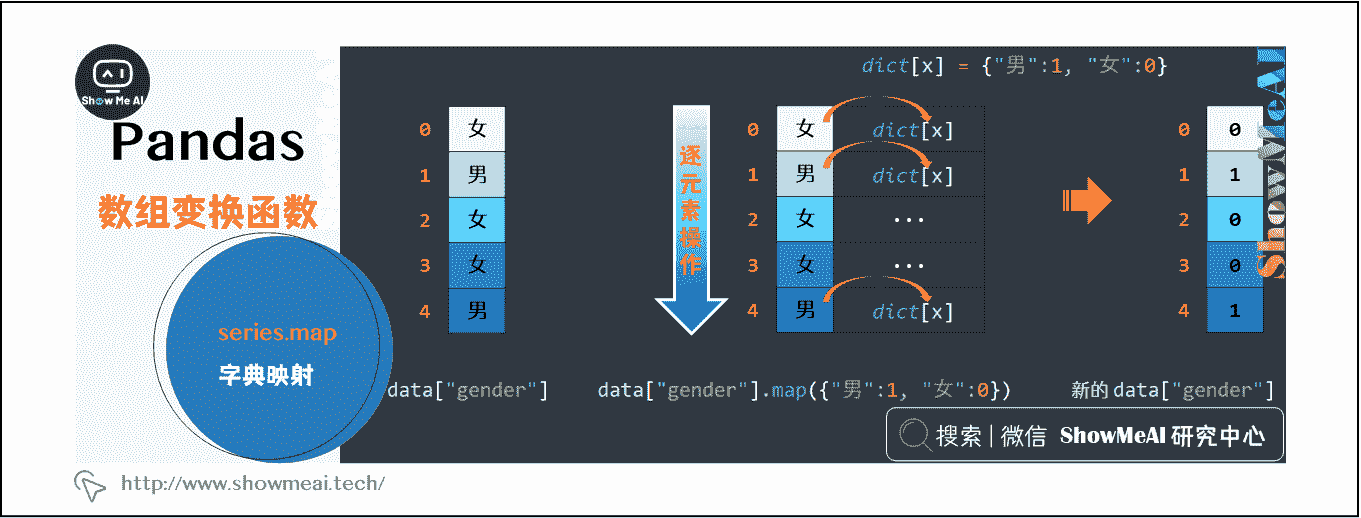 Show Me AI
Pandas
数组变换函数
series.map
字典映射
http://www.showmeai.tech/
dict[x] = {"男":1, "女":0}
0 女
1 男
2 女
3 女
4 男
data["gender"]
逐元素操作
0 女 dict[x]
1 男 dict[x]
2 女 ...
3 女 ...
4 男 dict[x]
data["gender"].map({"男":1, "女":0})
0 0
1 1
2 0
3 0
4 1
新的 data["gender"]
ShowMeAI
搜索 | 微信 ShowMeAI 研究中心